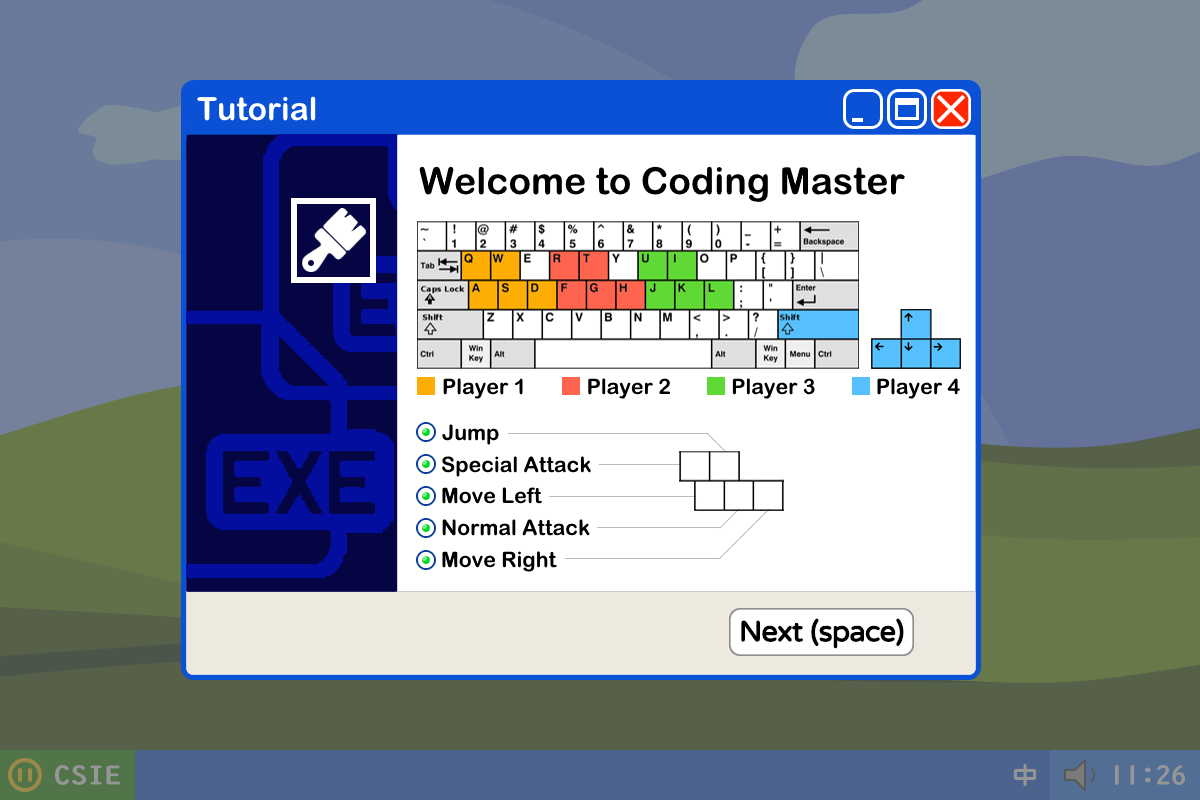 Tutorial
Welcome to Coding Master
~ ! @ # $ % ^ & * ( ) _ +
` 1 2 3 4 5 6 7 8 9 0 - = Backspace
Tab Q W E R T Y U I O P { } |
[ ] \
Caps Lock A S D F G H J K L : " Enter
; '
Shift Z X C V B N M < > ? Shift
, . /
Ctrl Win Key Alt Alt Win Key Menu Ctrl
Player 1 Player 2 Player 3 Player 4
Jump
Special Attack
Move Left
Normal Attack
Move Right
EXE
Next (space)
CSIE 中 11:26